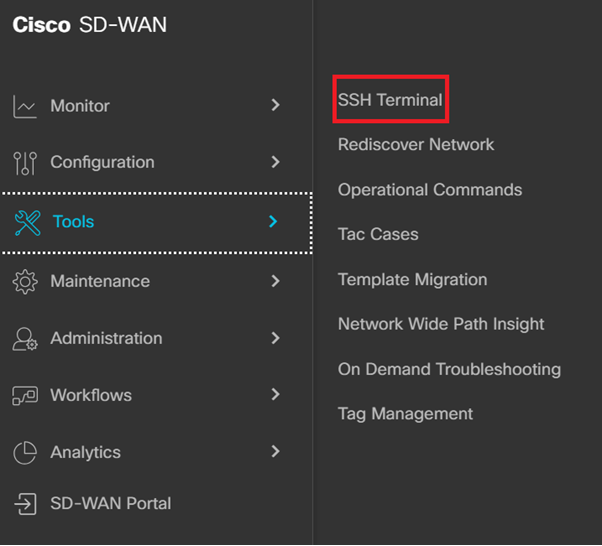 Cisco SD-WAN
Monitor
Configuration
Tools
Maintenance
Administration
Workflows
Analytics
SD-WAN Portal
SSH Terminal
Rediscover Network
Operational Commands
Tac Cases
Template Migration
Network Wide Path Insight
On Demand Troubleshooting
Tag Management